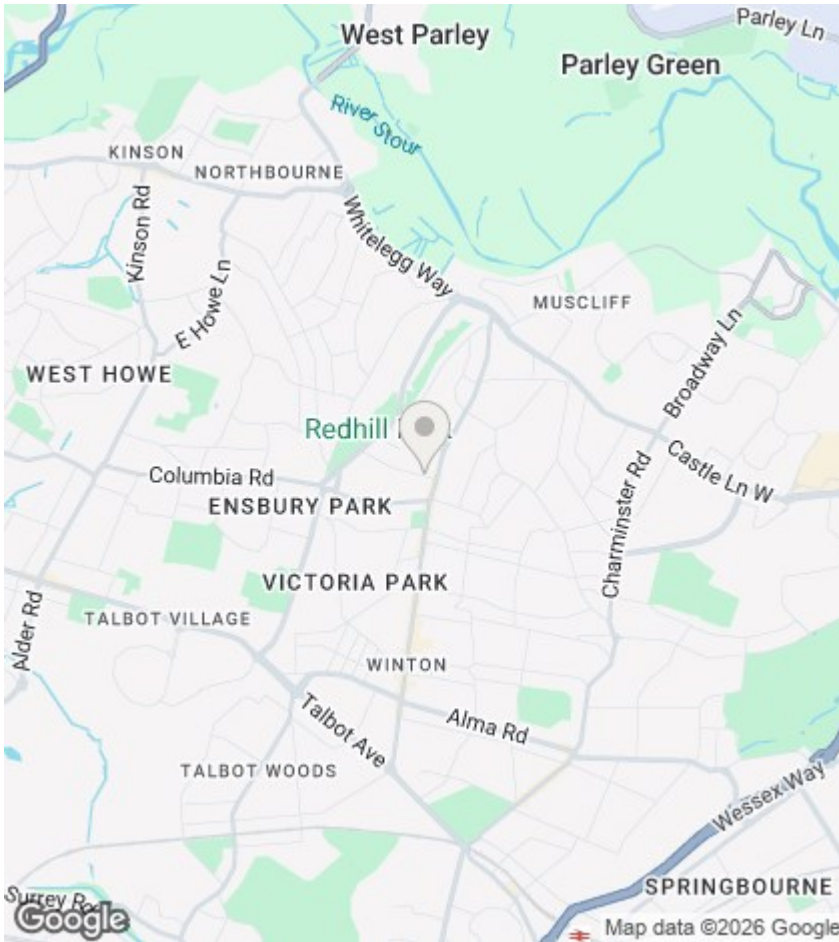 Parley Ln
West Parley
Parley Green
River Stour
KINSON
NORTHBOURNE
Kinson Rd
Whitelegg Way
E Howe Ln
MUSCLIFF
Broadway Ln
WEST HOWE
Redhill
Columbia Rd
Castle Ln W
ENSBURY PARK
Charminster Rd
VICTORIA PARK
Alder Rd
TALBOT VILLAGE
WINTON
Talbot Ave
Alma Rd
TALBOT WOODS
Wessex Way
SPRINGBOURNE
Surrey Rd
Google
Map data ©2026 Google